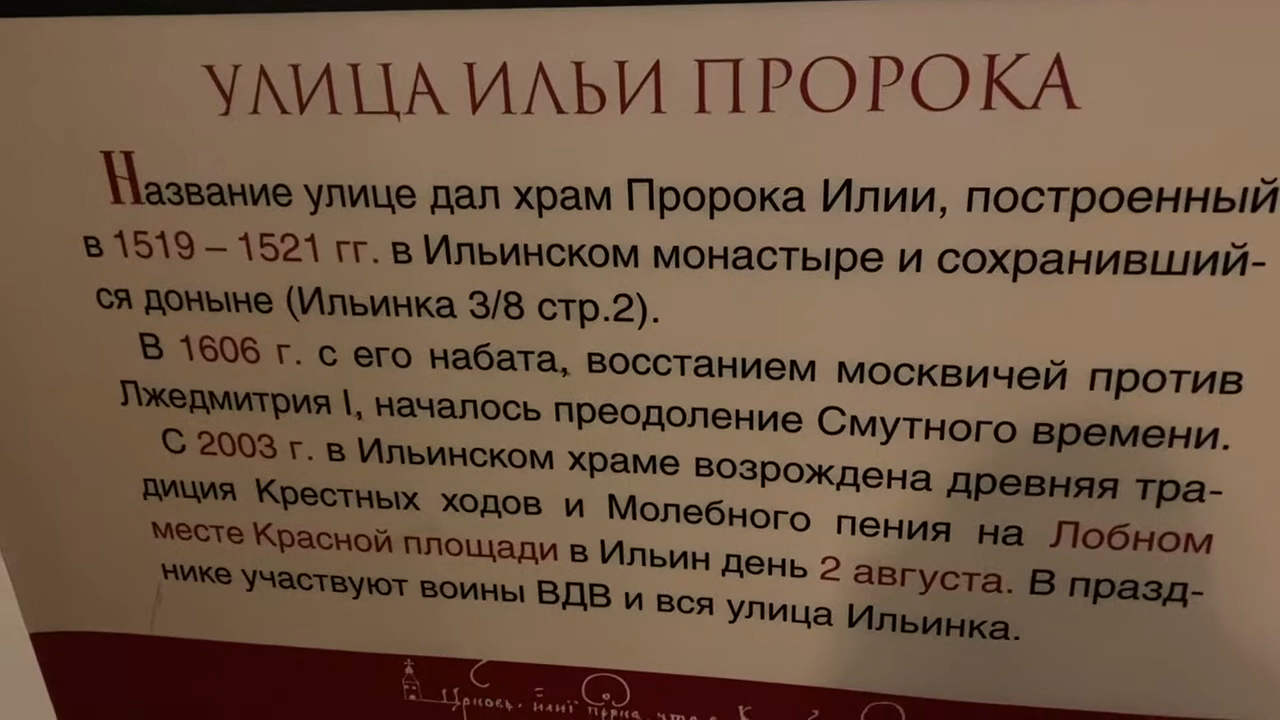 УЛИЦА ИЛЬИ ПРОРОКА
Название улице дал храм Пророка Илии, построенный
в 1519 – 1521 гг. в Ильинском монастыре и сохранивший-
ся доныне (Ильинка 3/8 стр.2).
В 1606 г. с его набата, восстанием москвичей против
Лжедмитрия I, началось преодоление Смутного времени.
С 2003 г. в Ильинском храме возрождена древняя тра-
диция Крестных ходов и Молебного пения на Лобном
месте Красной площади в Ильин день 2 августа. В празд-
нике участвуют воины ВДВ и вся улица Ильинка.